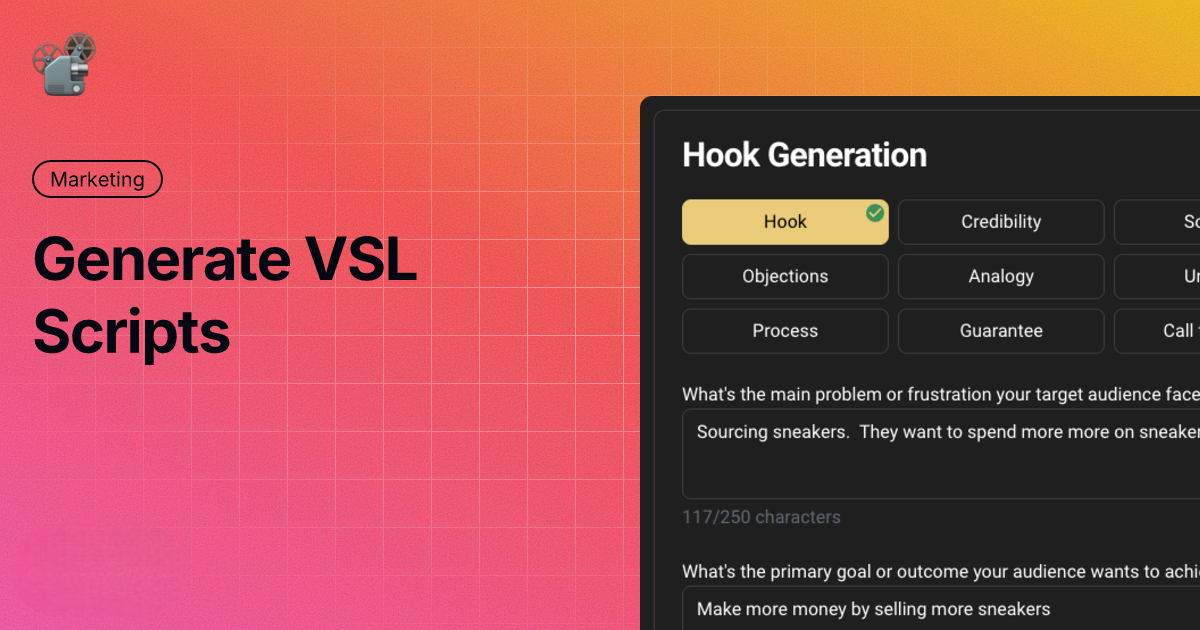 Marketing
Generate VSL
Scripts
Hook Generation
Hook
Credibility
Objections
Analogy
Process
Guarantee
Call
What's the main problem or frustration your target audience face
Sourcing sneakers.  They want to spend more more on sneaker
117/250 characters
What's the primary goal or outcome your audience wants to
Make more money by selling more sneakers